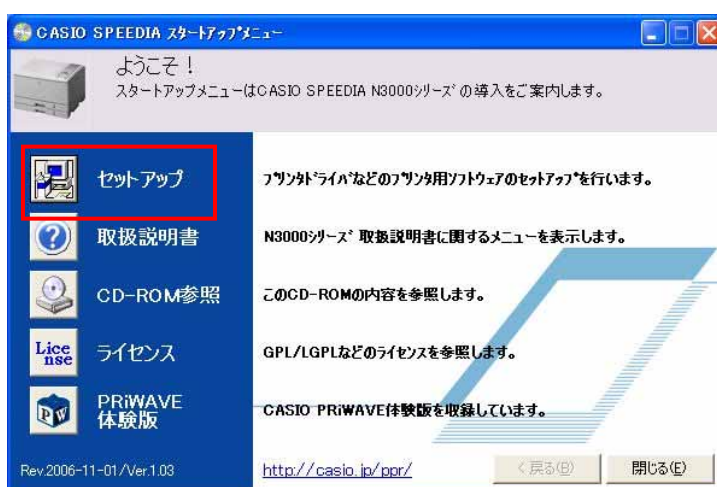 CASIO SPEEDIA ｽﾀｰﾄｱｯﾌﾟﾒﾆｭｰ
ようこそ！
スタートアップメニューはCASIO SPEEDIA N3000ｼﾘｰｽﾞの導入をご案内します。
セットアップ
ﾌﾟﾘﾝﾀﾄﾞﾗｲﾊﾞなどのﾌﾟﾘﾝﾀ用ｿﾌﾄｳｪｱのｾｯﾄｱｯﾌﾟを行います。
取扱説明書
N3000ｼﾘｰｽﾞ 取扱説明書に関するメニューを表示します。
CD-ROM参照
このCD-ROMの内容を参照します。
License
ライセンス
GPL/LGPLなどのライセンスを参照します。
PW
PRiWAVE
体験版
CASIO PRiWAVE体験版を収録しています。
Rev.2006-11-01/Ver.1.03
http://casio.jp/ppr/
< 戻る(B)
閉じる(E)